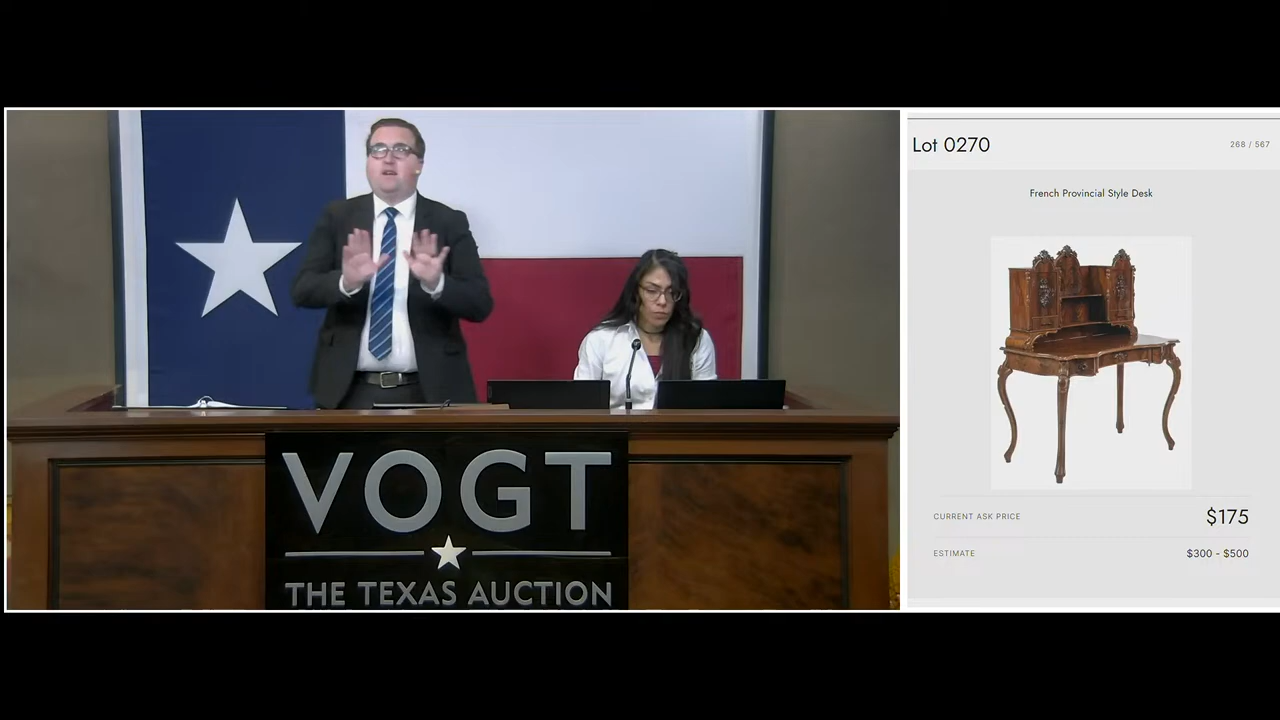 VOGT
THE TEXAS AUCTION
Lot 0270
268 / 567
French Provincial Style Desk
CURRENT ASK PRICE
$175
ESTIMATE
$300 - $500